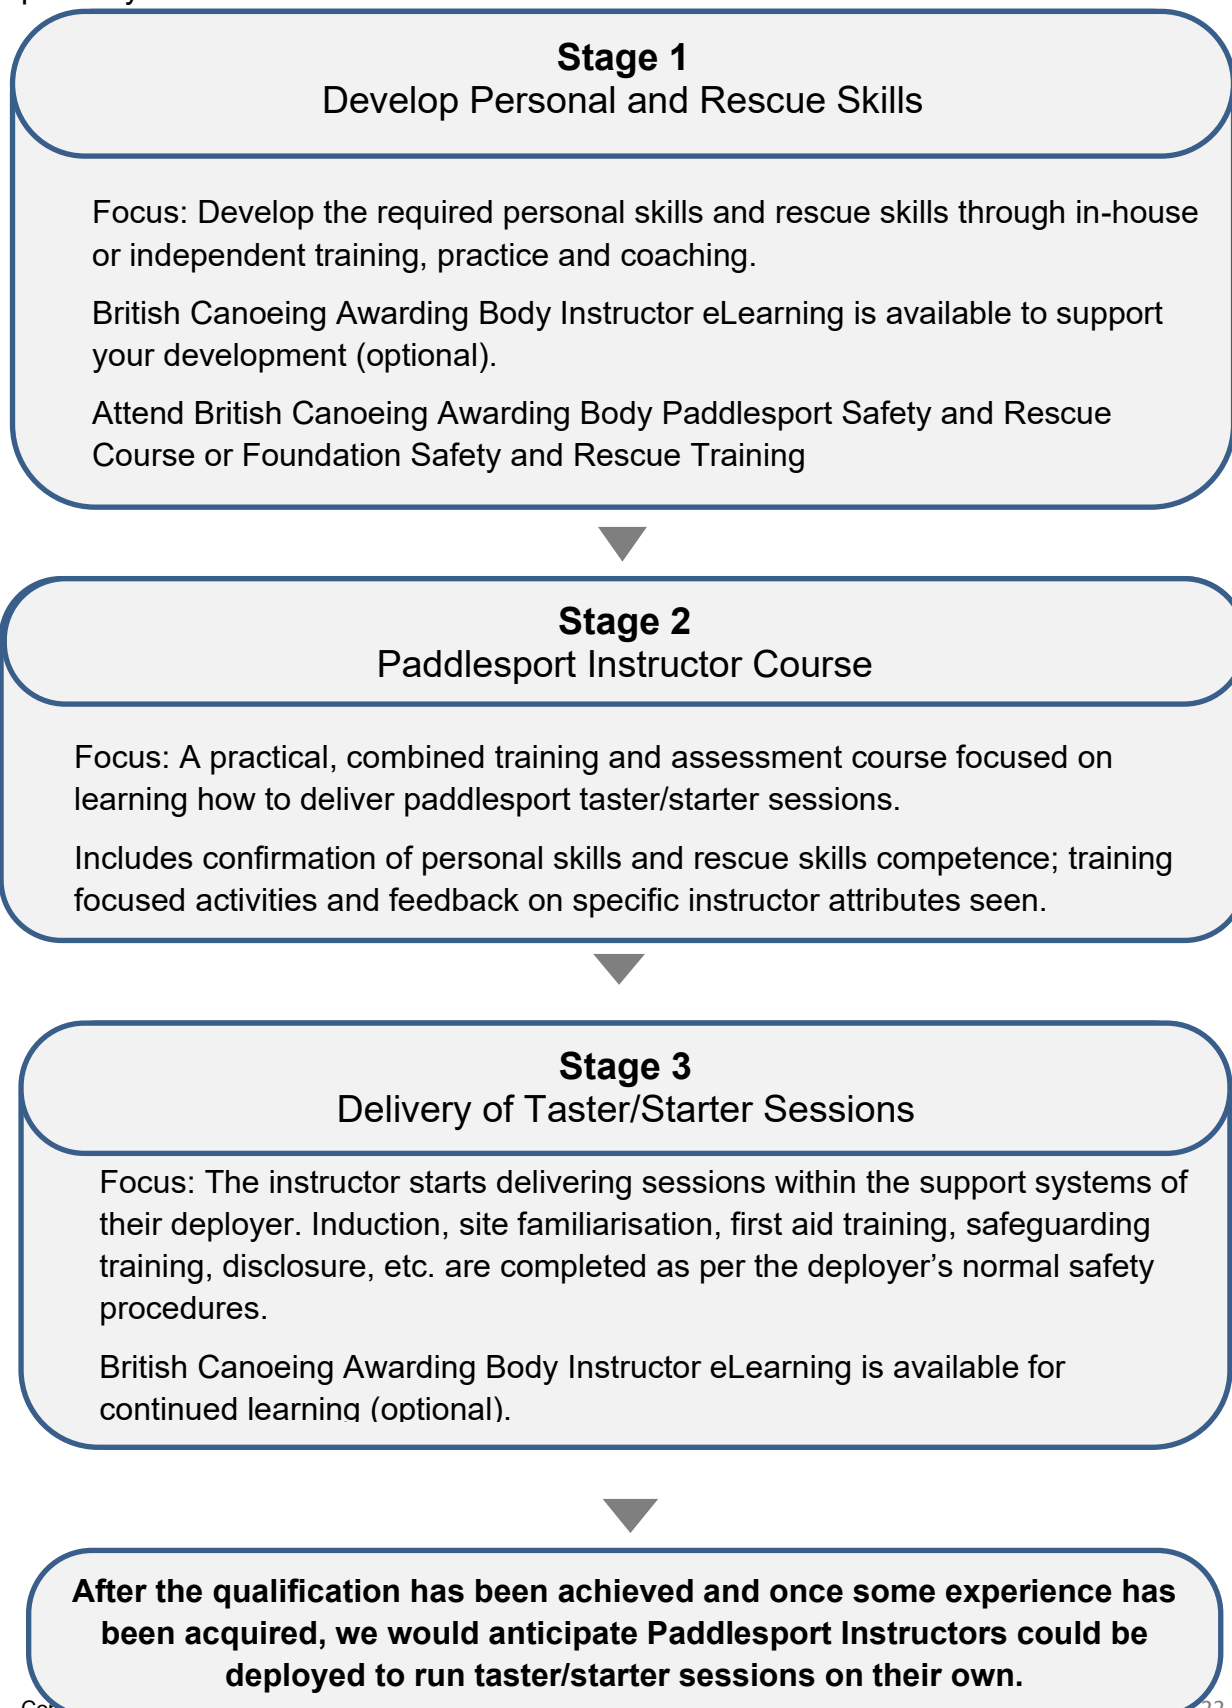 Stage 1
Develop Personal and Rescue Skills
Focus: Develop the required personal skills and rescue skills through in-house
or independent training, practice and coaching.
British Canoeing Awarding Body Instructor eLearning is available to support
your development (optional).
Attend British Canoeing Awarding Body Paddlesport Safety and Rescue
Course or Foundation Safety and Rescue Training
Stage 2
Paddlesport Instructor Course
Focus: A practical, combined training and assessment course focused on
learning how to deliver paddlesport taster/starter sessions.
Includes confirmation of personal skills and rescue skills competence; training
focused activities and feedback on specific instructor attributes seen.
Stage 3
Delivery of Taster/Starter Sessions
Focus: The instructor starts delivering sessions within the support systems of
their deployer. Induction, site familiarisation, first aid training, safeguarding
training, disclosure, etc. are completed as per the deployer’s normal safety
procedures.
British Canoeing Awarding Body Instructor eLearning is available for
continued learning (optional).
After the qualification has been achieved and once some experience has
been acquired, we would anticipate Paddlesport Instructors could be
deployed to run taster/starter sessions on their own.